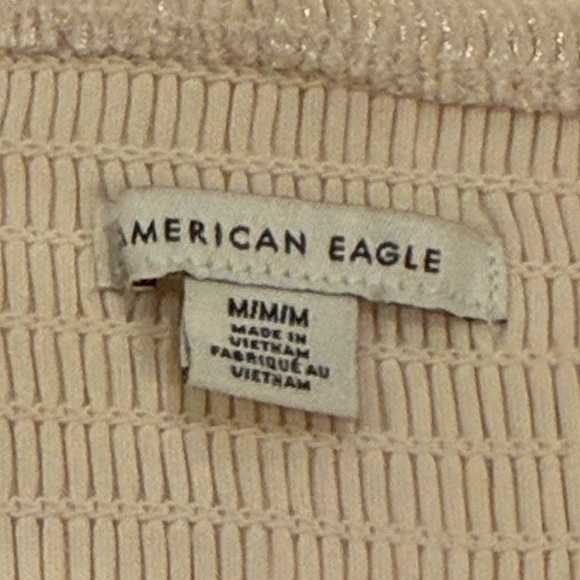 AMERICAN EAGLE
M/M/M
MADE IN
VIETNAM
FABRIQUÉ AU
VIETNAM